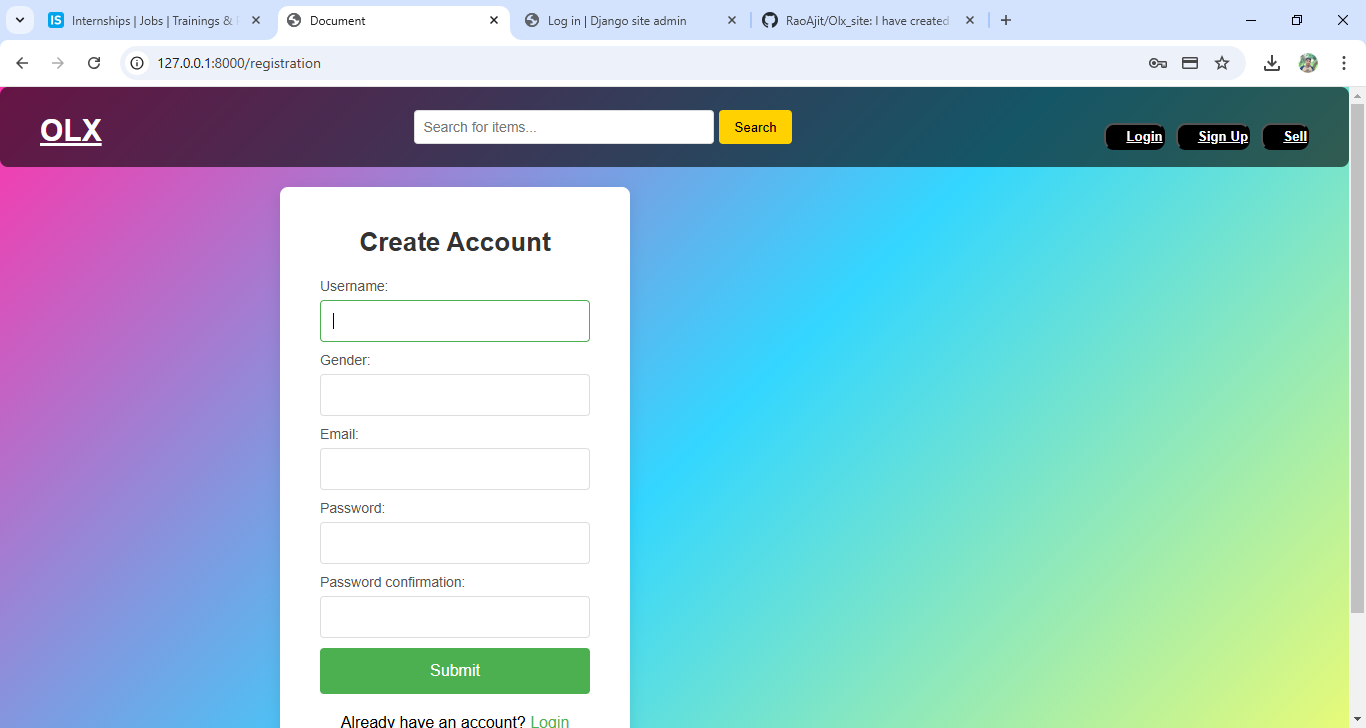 Internships | Jobs | Trainings &
Document
Log in | Django site admin
RaoAjit/Olx_site: I have created
127.0.0.1:8000/registration
OLX
Search for items...
Search
Login
Sign Up
Sell
Create Account
Username:
Gender:
Email:
Password:
Password confirmation:
Submit
Already have an account? Login